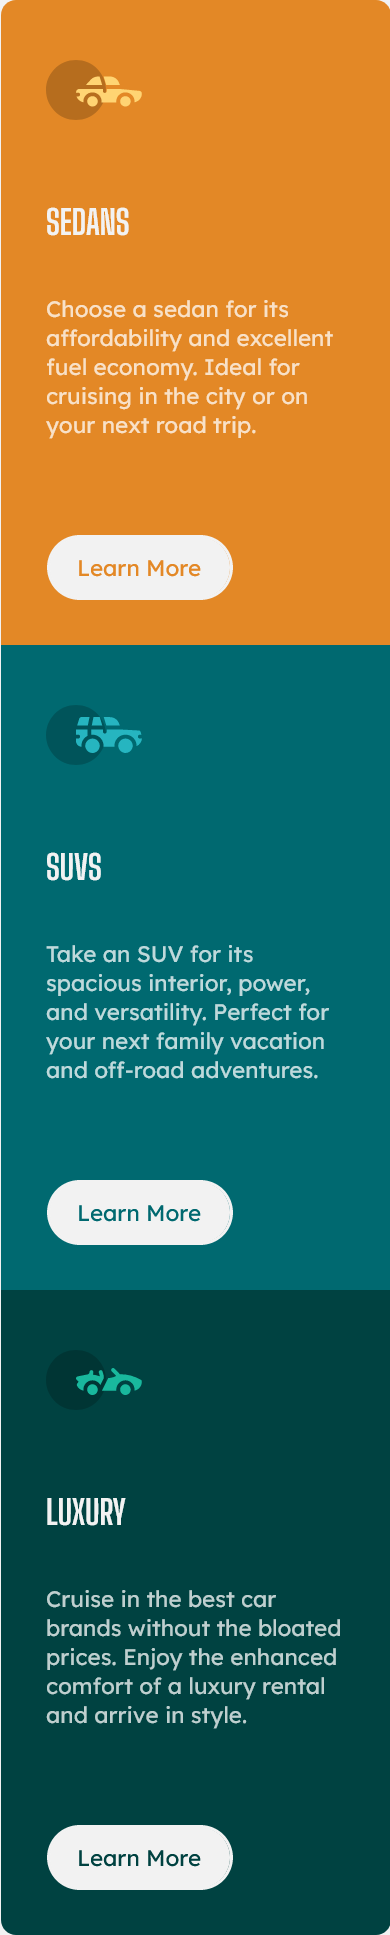 SEDANS
Choose a sedan for its
affordability and excellent
fuel economy. Ideal for
cruising in the city or on
your next road trip.
Learn More
SUVS
Take an SUV for its
spacious interior, power,
and versatility. Perfect for
your next family vacation
and off-road adventures.
Learn More
LUXURY
Cruise in the best car
brands without the bloated
prices. Enjoy the enhanced
comfort of a luxury rental
and arrive in style.
Learn More